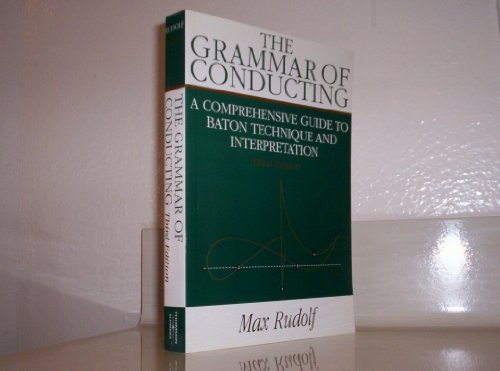 THE
GRAMMAR OF
CONDUCTING
A COMPREHENSIVE GUIDE TO
BATON TECHNIQUE AND
INTERPRETATION
Third Edition
Max Rudolf
RUDOLF
THE GRAMMAR OF
CONDUCTING Third Edition